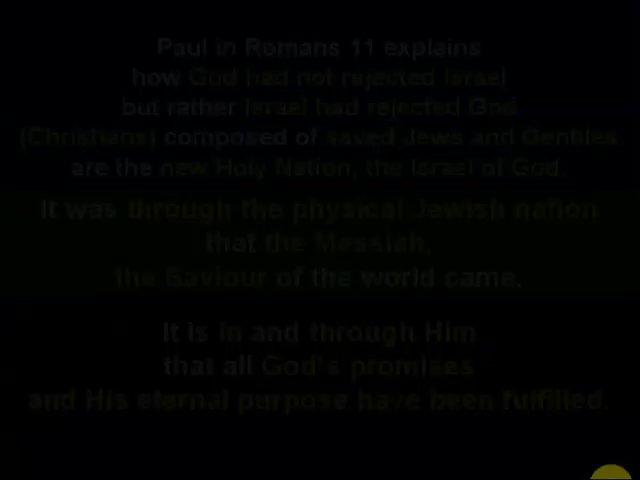 Paul in Romans 11 explains
how God had not rejected Israel
but rather Israel had rejected God.
(Christians) composed of saved Jews and Gentiles
are the new Holy Nation, the Israel of God.
It was through the physical Jewish nation
that the Messiah,
the Saviour of the world came.
It is in and through Him
that all God's promises
and His eternal purpose have been fulfilled.